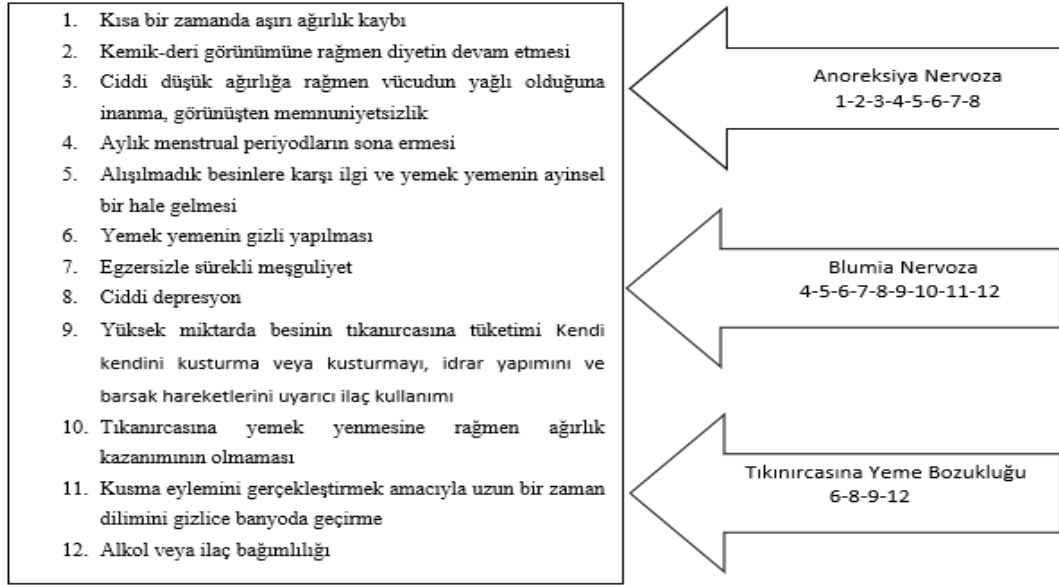 1. Kısa bir zamanda aşırı ağırlık kaybı
2. Kemik-deri görünümüne rağmen diyetin devam etmesi
3. Ciddi düşük ağırlığa rağmen vücudun yağlı olduğuna
inanma, görünüşten memnuniyetsizlik
4. Aylık menstrual periyodların sona ermesi
5. Alışılmadık besinlere karşı ilgi ve yemek yemenin ayinsel
bir hale gelmesi
6. Yemek yemenin gizli yapılması
7. Egzersizle sürekli meşguliyet
8. Ciddi depresyon
9. Yüksek miktarda besinin tıkanırcasına tüketimi Kendi
kendini kusturma veya kusturmayı, idrar yapımını ve
barsak hareketlerini uyarıcı ilaç kullanımı
10. Tıkanırcasına yemek yenmesine rağmen ağırlık
kazanımının olmaması
11. Kusma eylemini gerçekleştirmek amacıyla uzun bir zaman
dilimini gizlice banyoda geçirme
12. Alkol veya ilaç bağımlılığı
Anoreksiya Nervoza
1-2-3-4-5-6-7-8
Blumia Nervoza
4-5-6-7-8-9-10-11-12
Tıkınırcasına Yeme Bozukluğu
6-8-9-12